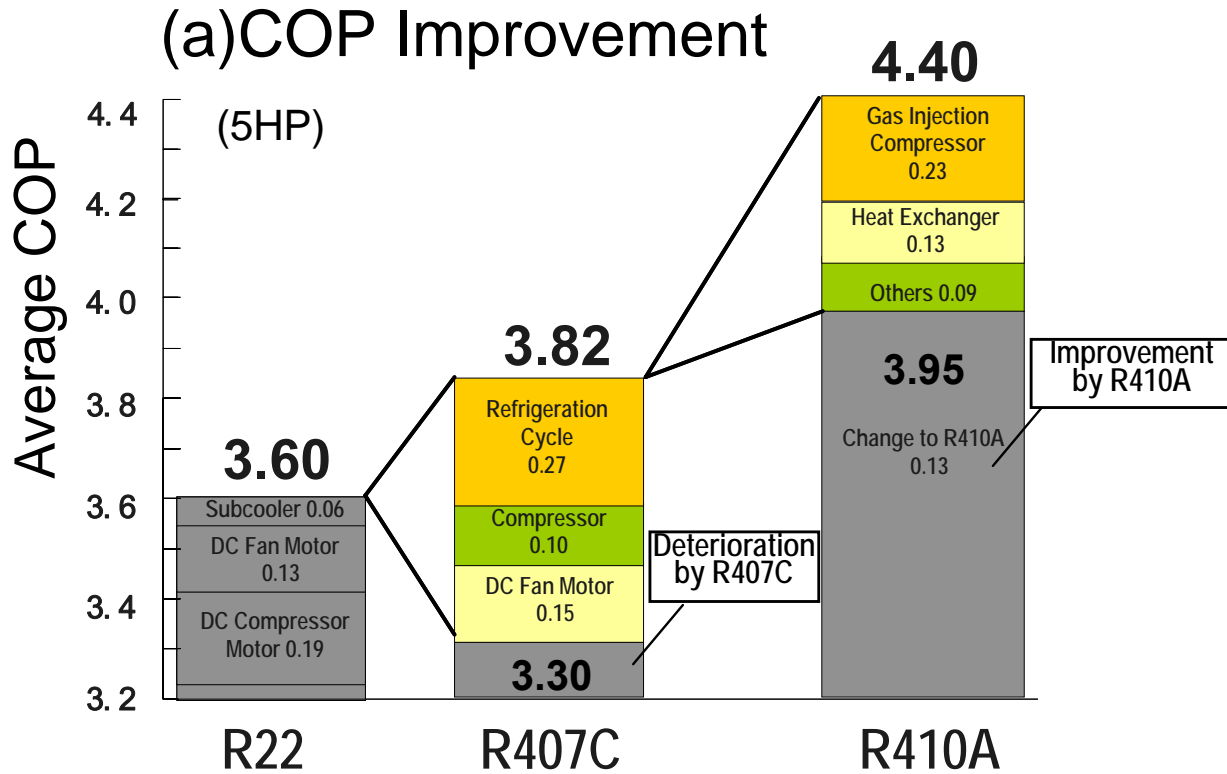 (a)COP Improvement
(5HP)
Average COP
4.4
4.2
4.0
3.8
3.6
3.4
3.2
3.60
Subcooler 0.06
DC Fan Motor
0.13
DC Compressor
Motor 0.19
R22
3.82
Refrigeration
Cycle
0.27
Compressor
0.10
DC Fan Motor
0.15
3.30
Deterioration
by R407C
R407C
4.40
Gas Injection
Compressor
0.23
Heat Exchanger
0.13
Others 0.09
3.95
Change to R410A
0.13
Improvement
by R410A
R410A